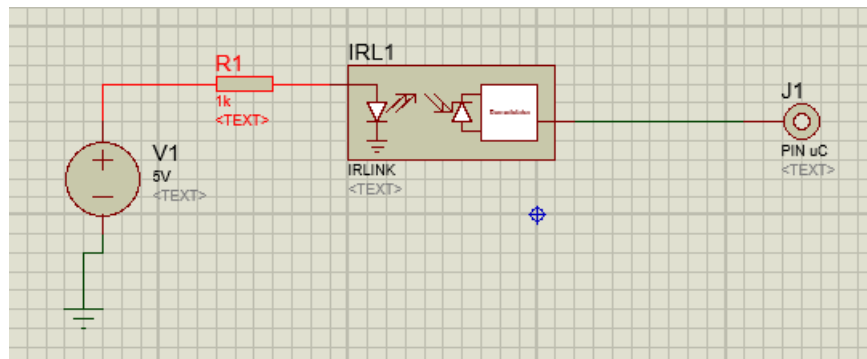 IRL1
R1
1k
<TEXT>
V1
5V
<TEXT>
IRLINK
<TEXT>
J1
PIN uC
<TEXT>